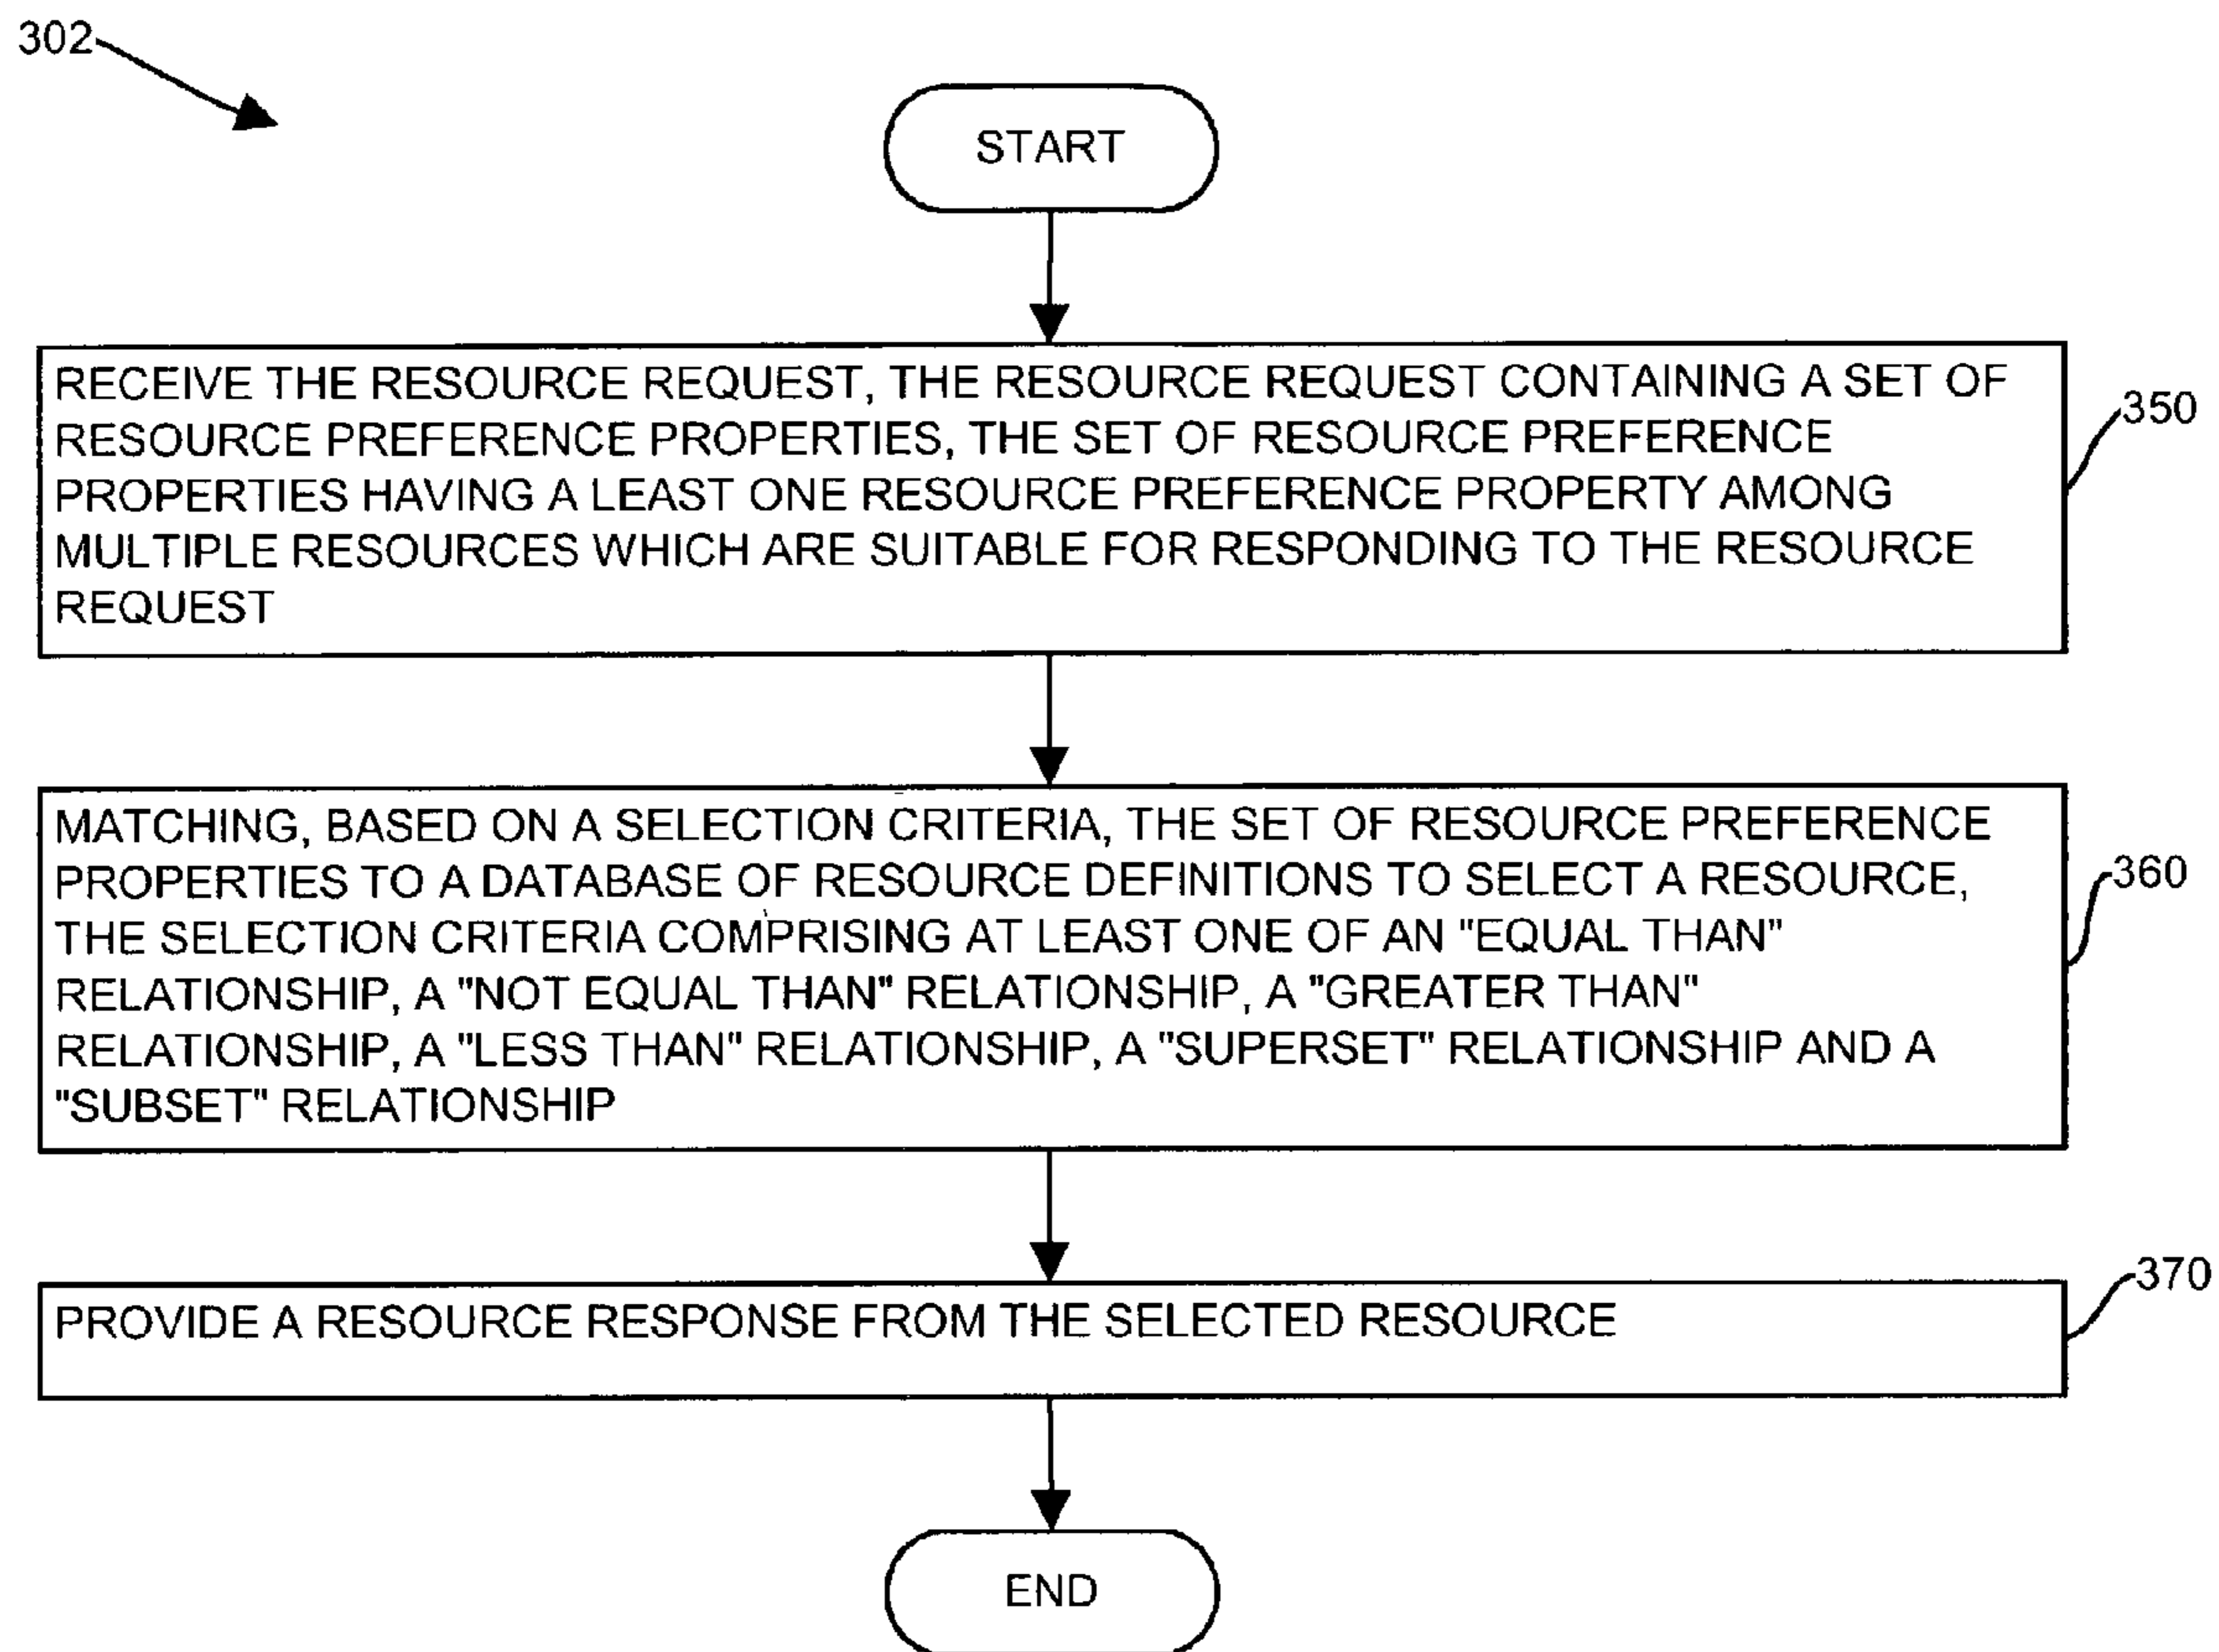 302
START
RECEIVE THE RESOURCE REQUEST, THE RESOURCE REQUEST CONTAINING A SET OF
RESOURCE PREFERENCE PROPERTIES, THE SET OF RESOURCE PREFERENCE
PROPERTIES HAVING A LEAST ONE RESOURCE PREFERENCE PROPERTY AMONG
MULTIPLE RESOURCES WHICH ARE SUITABLE FOR RESPONDING TO THE RESOURCE
REQUEST
350
MATCHING, BASED ON A SELECTION CRITERIA, THE SET OF RESOURCE PREFERENCE
PROPERTIES TO A DATABASE OF RESOURCE DEFINITIONS TO SELECT A RESOURCE,
THE SELECTION CRITERIA COMPRISING AT LEAST ONE OF AN "EQUAL THAN"
RELATIONSHIP, A "NOT EQUAL THAN" RELATIONSHIP, A "GREATER THAN"
RELATIONSHIP, A "LESS THAN" RELATIONSHIP, A "SUPERSET" RELATIONSHIP AND A
"SUBSET" RELATIONSHIP
360
PROVIDE A RESOURCE RESPONSE FROM THE SELECTED RESOURCE
370
END